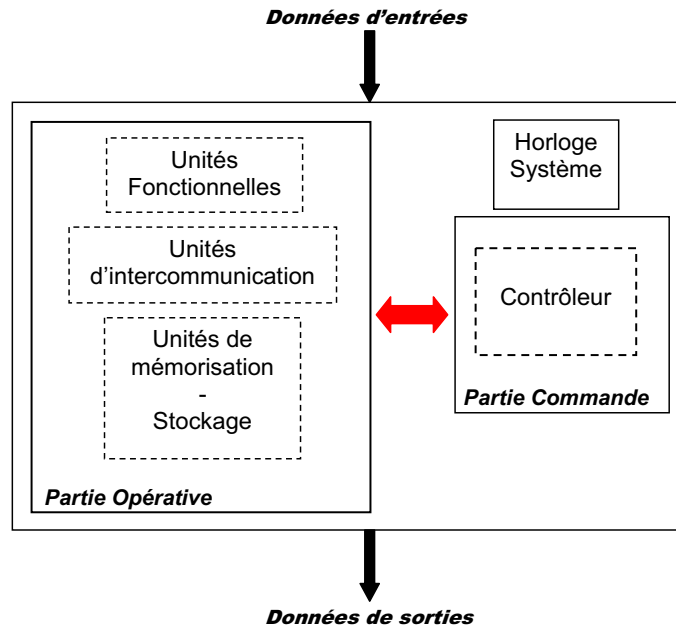 Données d'entrées
Unités
Fonctionnelles
Unités
d'intercommunication
Unités de
mémorisation
-
Stockage
Partie Opérative
Horloge
Système
Contrôleur
Partie Commande
Données de sorties